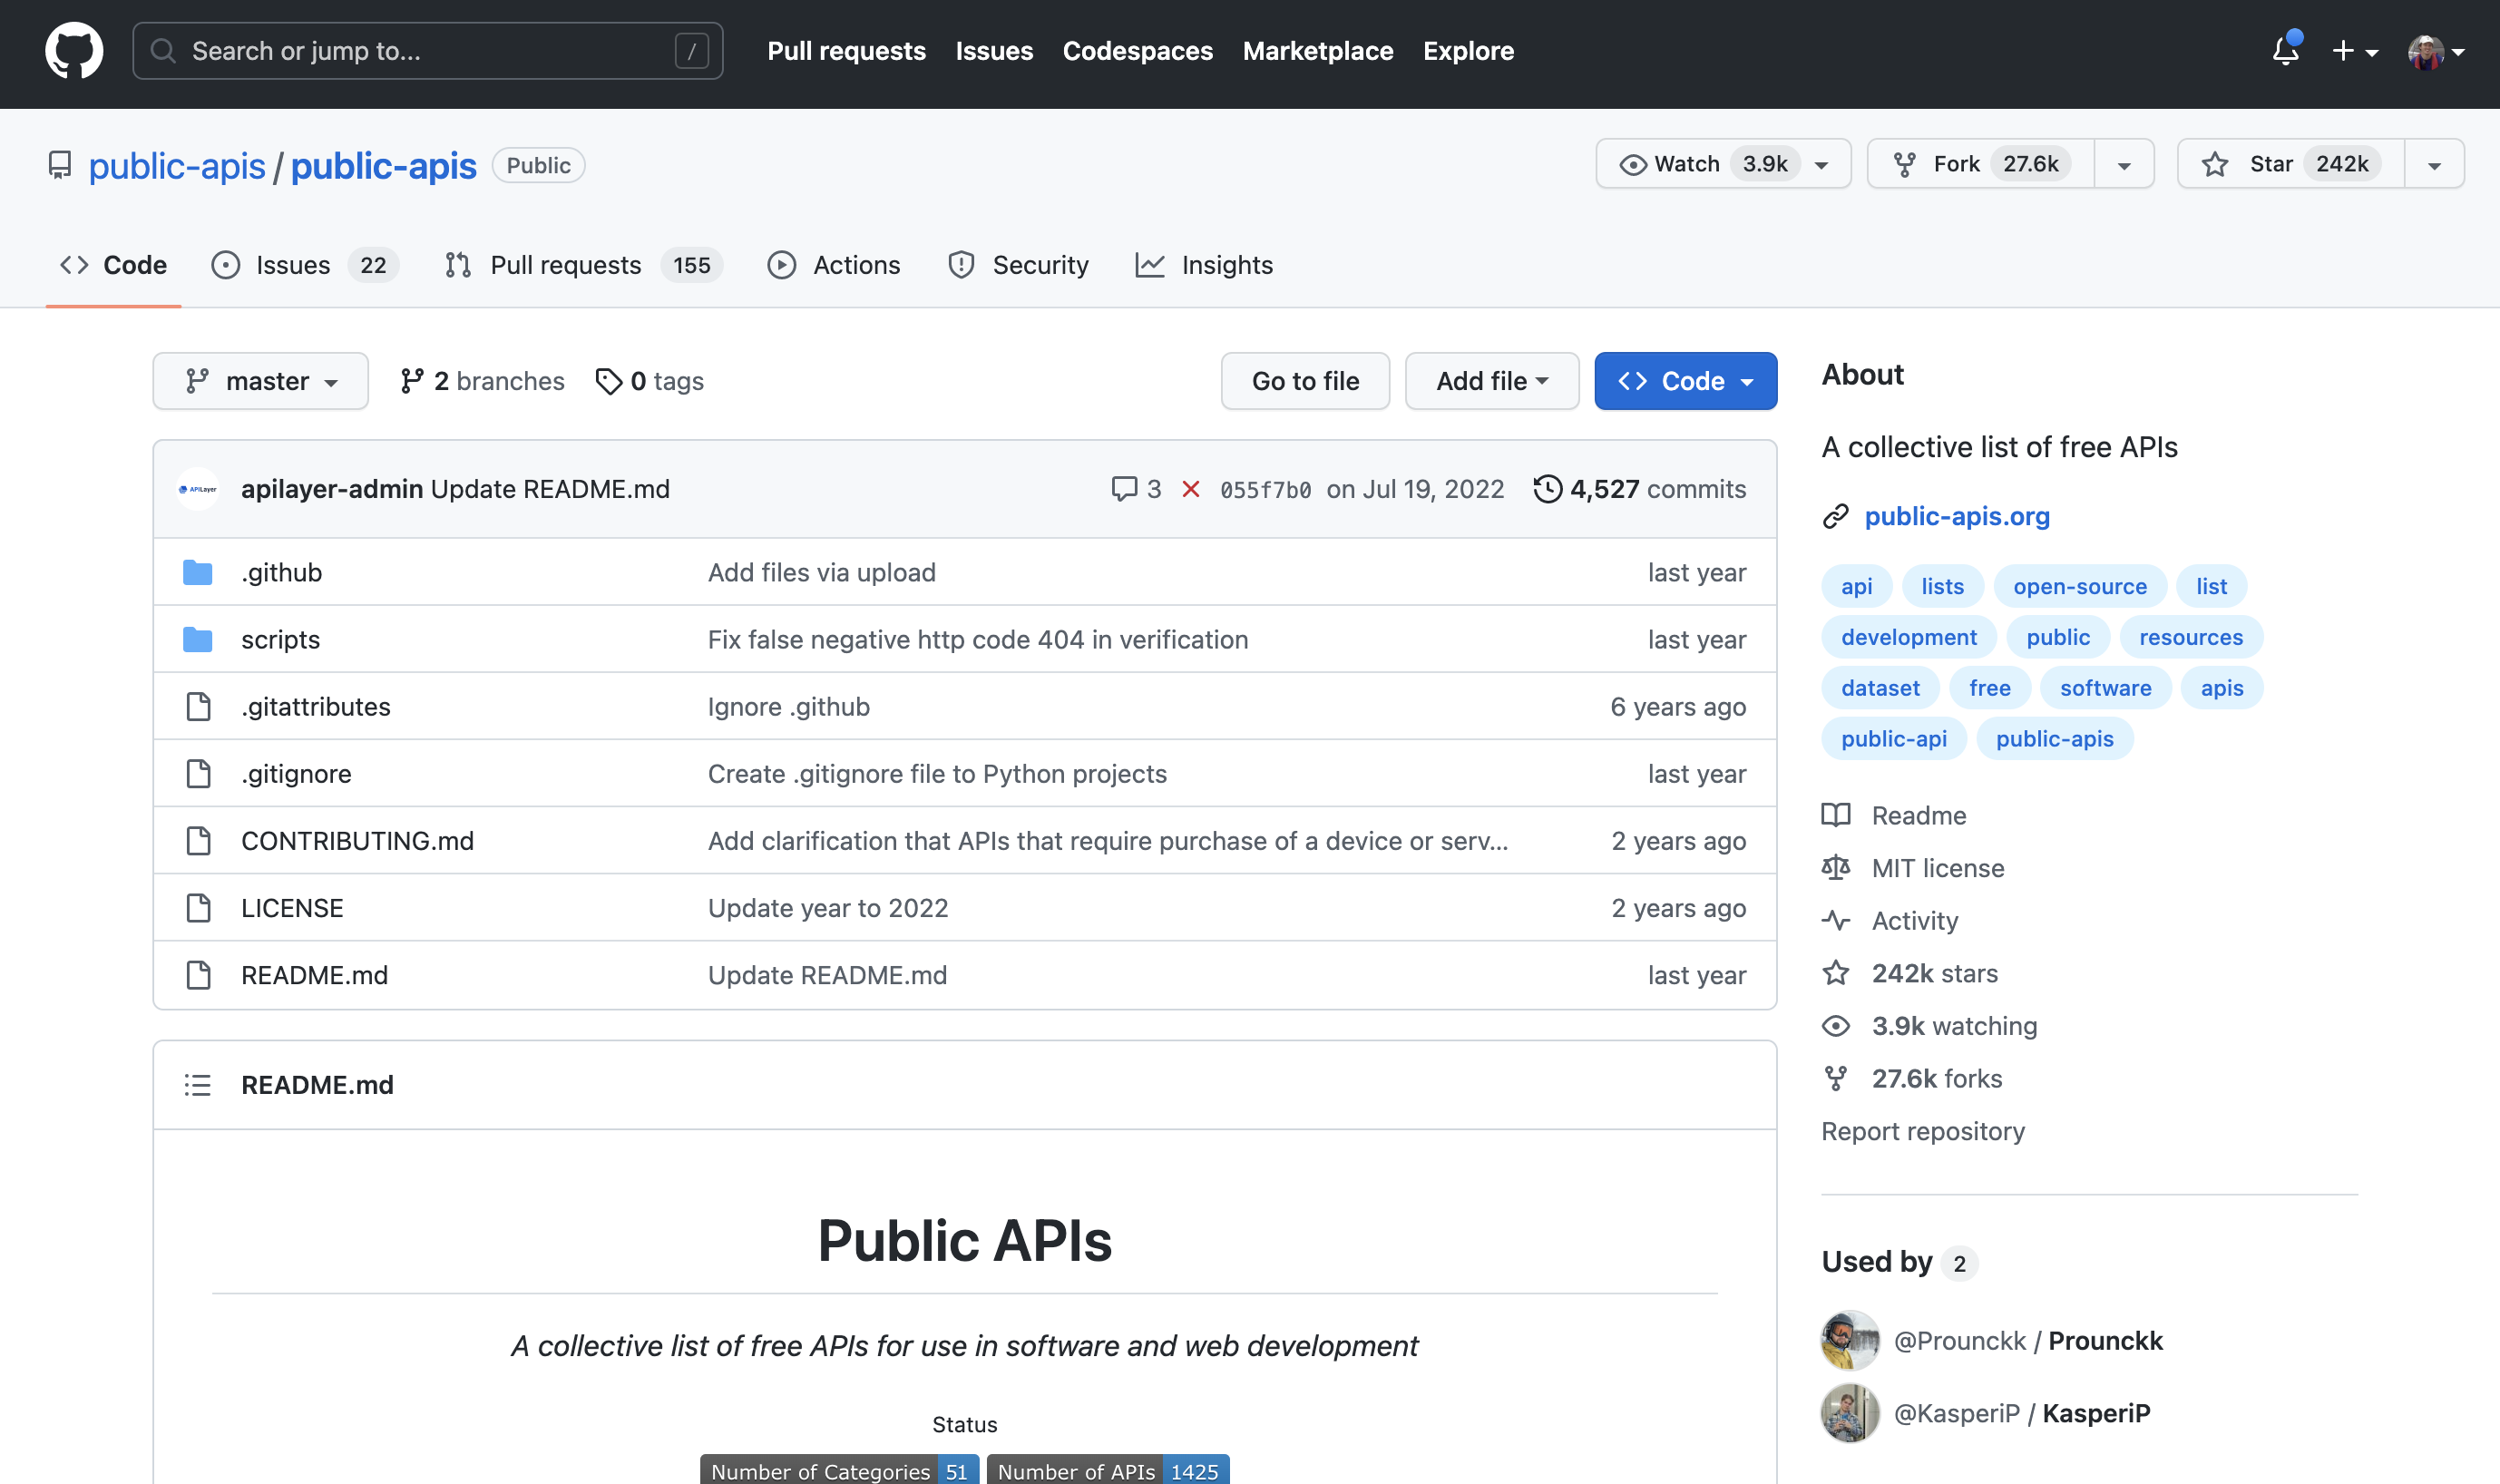 Search or jump to... /
Pull requests Issues Codespaces Marketplace Explore
public-apis / public-apis Public
Watch 3.9k Fork 27.6k Star 242k
Code Issues 22 Pull requests 155 Actions Security Insights
master 2 branches 0 tags Go to file Add file Code
APILayer apilayer-admin Update README.md 3 055f7b0 on Jul 19, 2022 4,527 commits
.github Add files via upload last year
scripts Fix false negative http code 404 in verification last year
.gitattributes Ignore .github 6 years ago
.gitignore Create .gitignore file to Python projects last year
CONTRIBUTING.md Add clarification that APIs that require purchase of a device or serv... 2 years ago
LICENSE Update year to 2022 2 years ago
README.md Update README.md last year
README.md
Public APIs
A collective list of free APIs for use in software and web development
Status
Number of Categories 51 Number of APIs 1425
About
A collective list of free APIs
public-apis.org
api lists open-source list
development public resources
dataset free software apis
public-api public-apis
Readme
MIT license
Activity
242k stars
3.9k watching
27.6k forks
Report repository
Used by 2
@Prounckk / Prounckk
@KasperiP / KasperiP